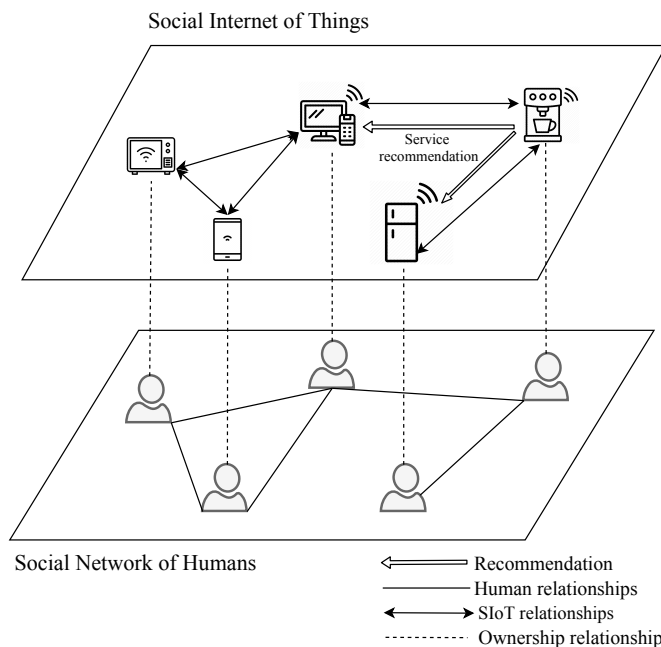 Social Internet of Things
Service
recommendation
Social Network of Humans
Recommendation
Human relationships
SIoT relationships
Ownership relationship